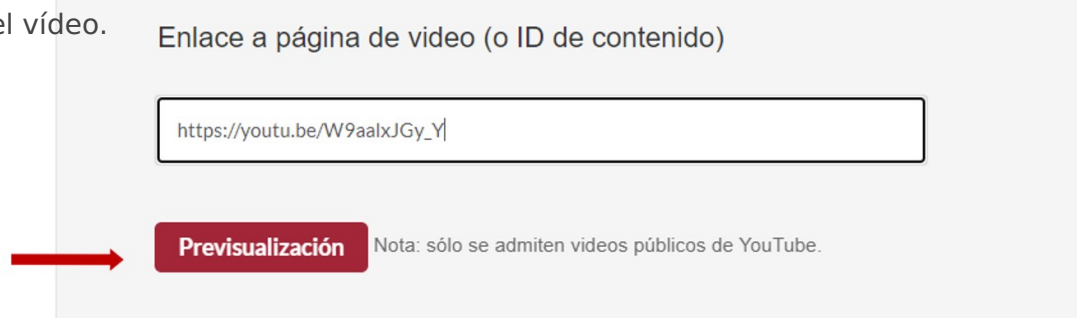 el vídeo.
Enlace a página de video (o ID de contenido)
https://youtu.be/W9aalxJGy_Y
Previsualización
Nota: sólo se admiten videos públicos de YouTube.